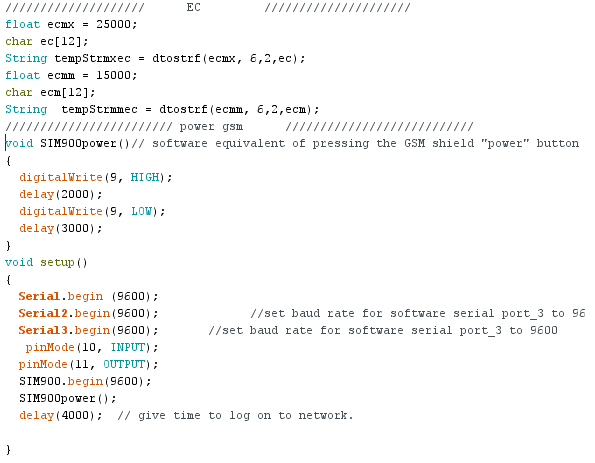 ////////////////////      EC         /////////////////////
float ecmx = 25000;
char ec[12];
String tempStrmxec = dtostrf(ecmx, 6,2,ec);
float ecmm = 15000;
char ecm[12];
String  tempStrmmec = dtostrf(ecmm, 6,2,ecm);
//////////////////////// power gsm      ///////////////////////////
void SIM900power()// software equivalent of pressing the GSM shield "power" button
{
  digitalWrite(9, HIGH);
  delay(2000);
  digitalWrite(9, LOW);
  delay(3000);
}
void setup()
{
  Serial.begin (9600);
  Serial2.begin(9600);             //set baud rate for software serial port_3 to 96
  Serial3.begin(9600);       //set baud rate for software serial port_3 to 9600
   pinMode(10, INPUT);
  pinMode(11, OUTPUT);
  SIM900.begin(9600);
  SIM900power();
  delay(4000);  // give time to log on to network.
}